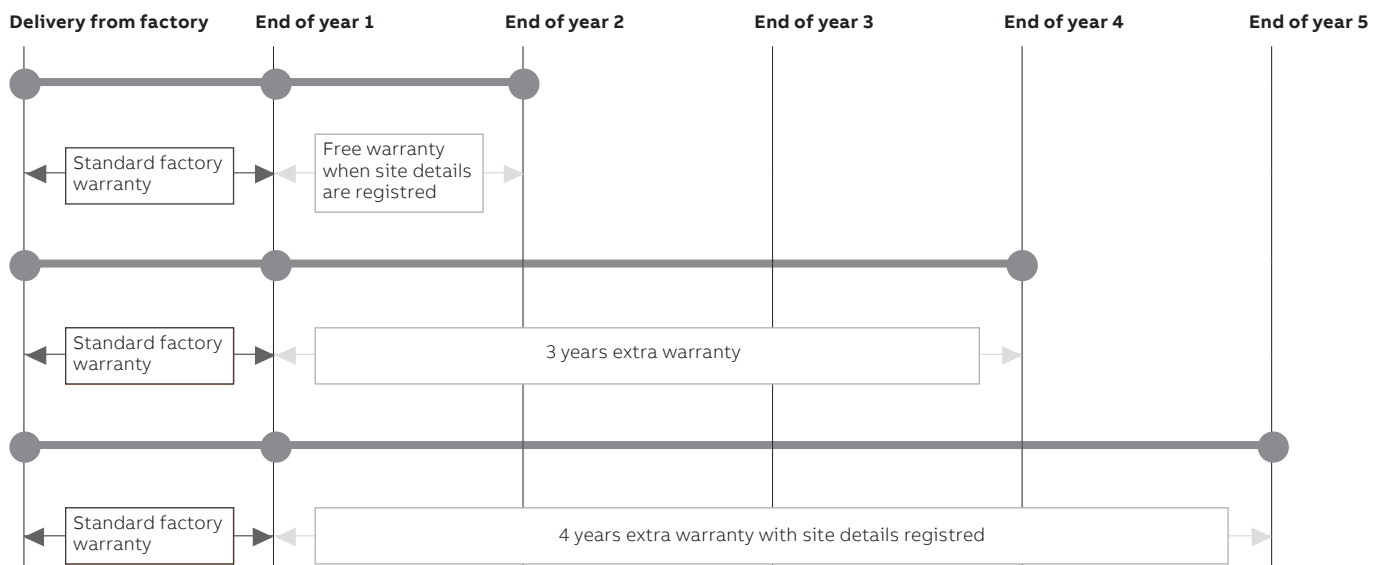 Delivery from factory End of year 1 End of year 2 End of year 3 End of year 4 End of year 5
Standard factory
warranty
Free warranty
when site details
are registred
Standard factory
warranty
3 years extra warranty
Standard factory
warranty
4 years extra warranty with site details registred